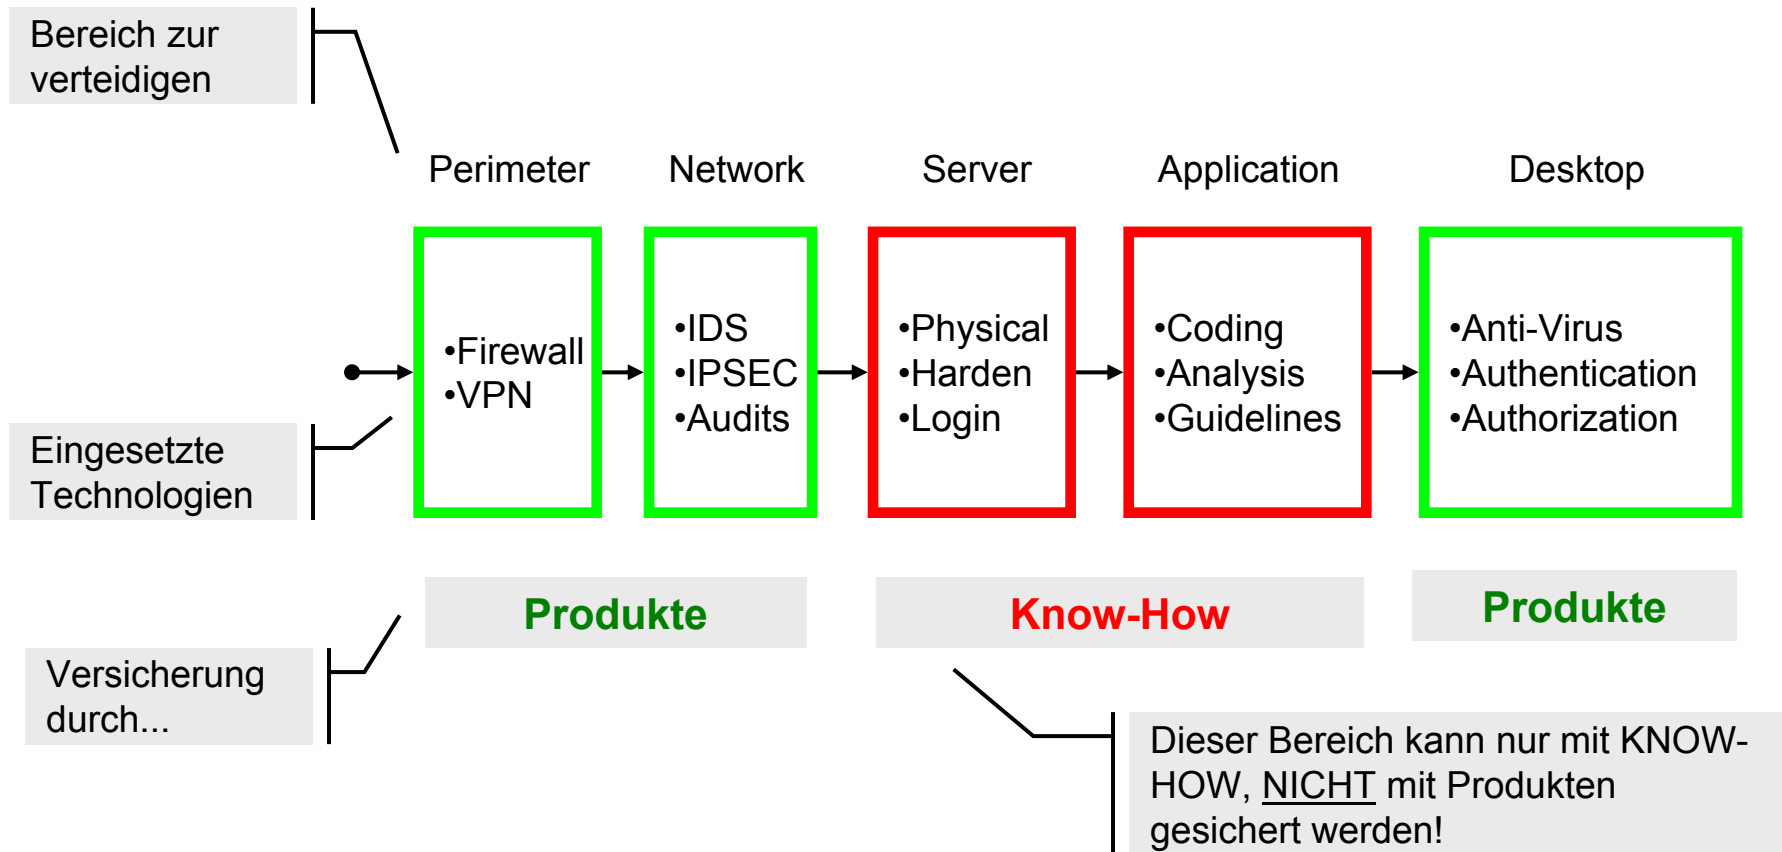 Bereich zur
verteidigen
Perimeter
Network
Server
Application
Desktop
•Firewall
•VPN
•IDS
•IPSEC
•Audits
•Physical
•Harden
•Login
•Coding
•Analysis
•Guidelines
•Anti-Virus
•Authentication
•Authorization
Eingesetzte
Technologien
Produkte
Know-How
Produkte
Versicherung
durch...
Dieser Bereich kann nur mit KNOW-
HOW, NICHT mit Produkten
gesichert werden!